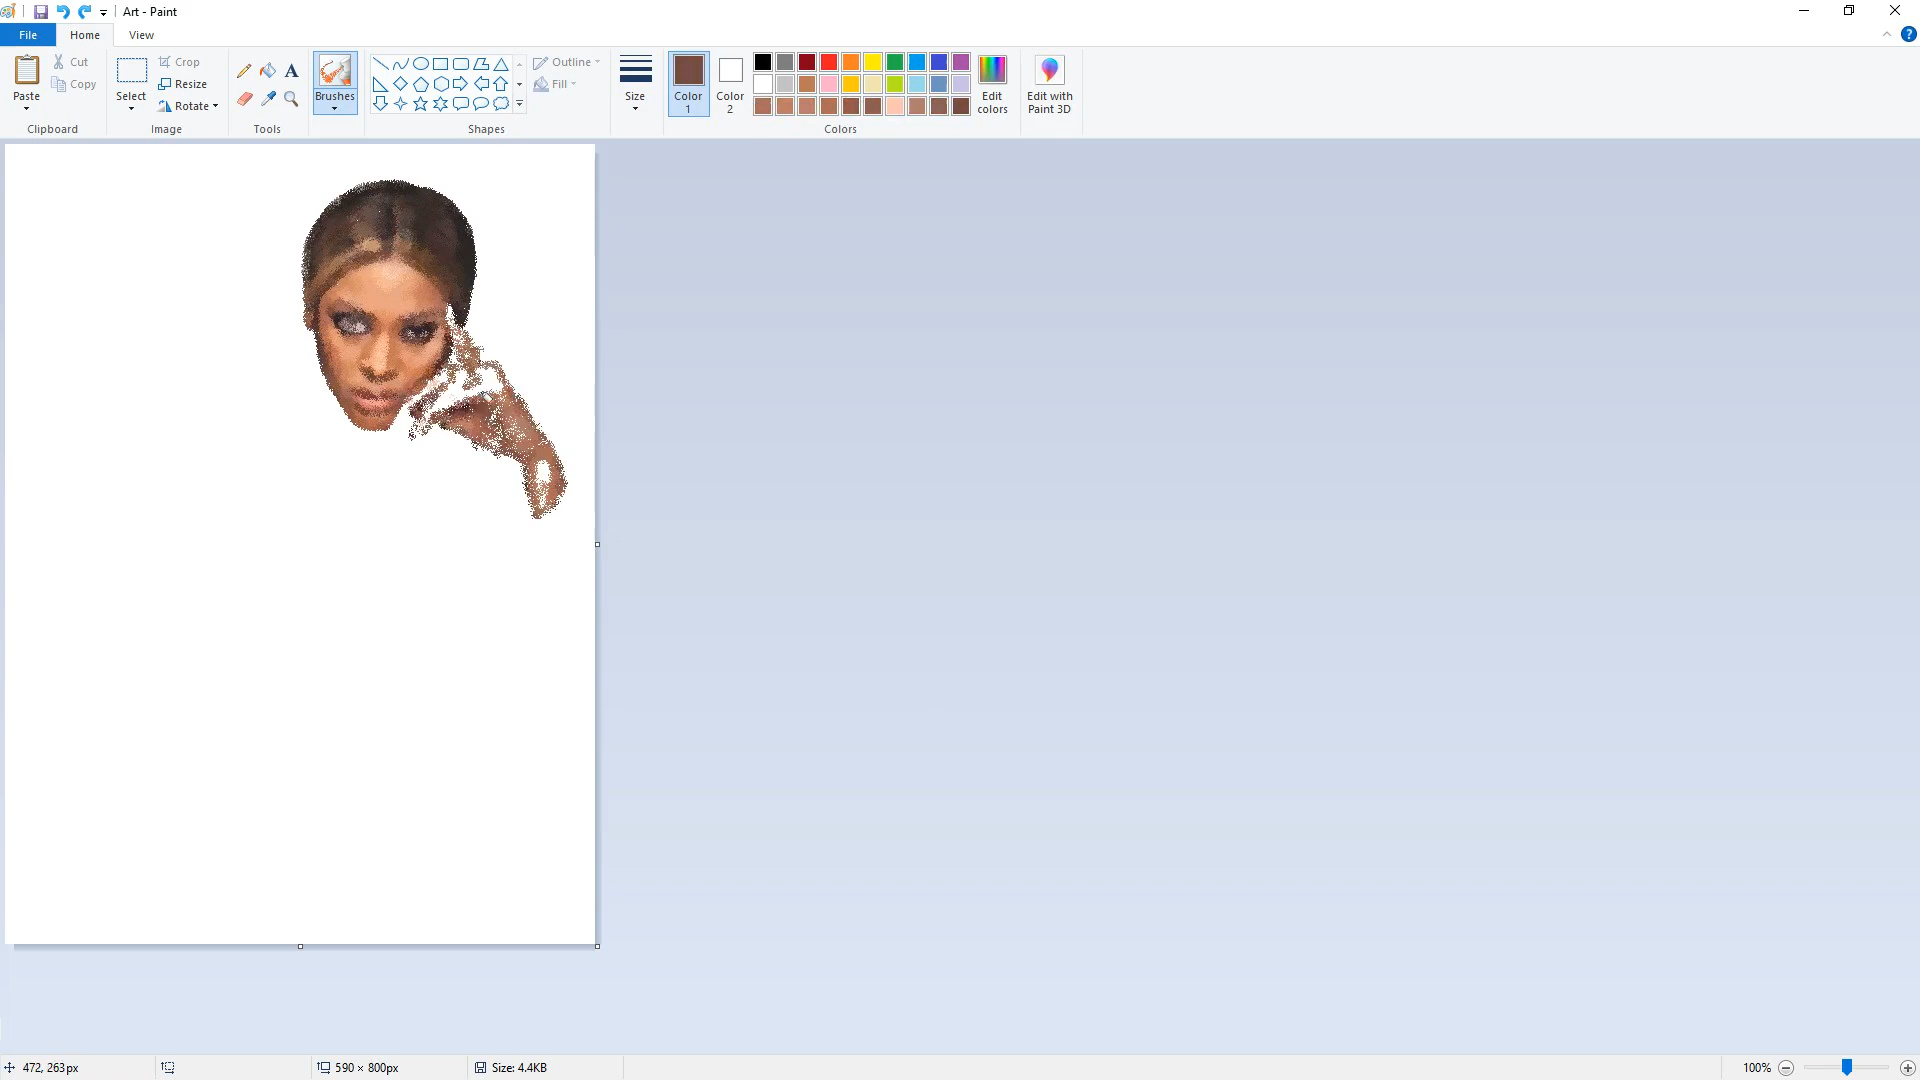 Art - Paint
File Home View
Paste Cut Copy Clipboard
Select Crop Resize Rotate Image
A Tools
Brushes
Outline Fill Shapes
Size
Color 1 Color 2 Edit colors Colors
Edit with Paint 3D
472, 263px 590 × 800px Size: 4.4KB 100%